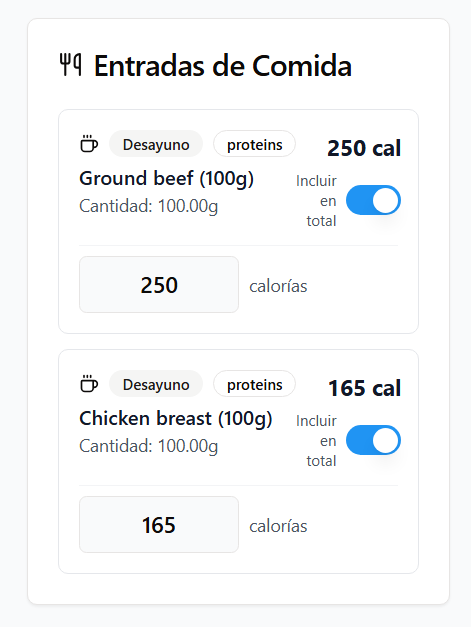 Entradas de Comida
Desayuno proteins 250 cal
Ground beef (100g)
Cantidad: 100.00g
Incluir
en
total
250 calorías
Desayuno proteins 165 cal
Chicken breast (100g)
Cantidad: 100.00g
Incluir
en
total
165 calorías